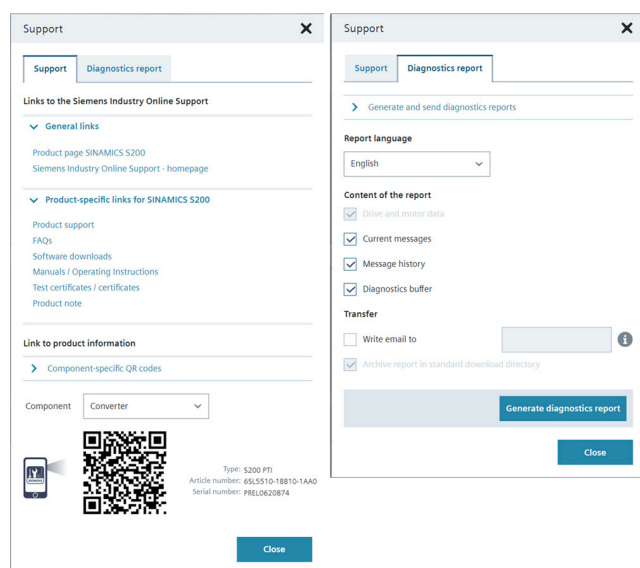 Support
Support
Diagnostics report
Links to the Siemens Industry Online Support
General links
Product page SINAMICS S200
Siemens Industry Online Support - homepage
Product-specific links for SINAMICS S200
Product support
FAQs
Software downloads
Manuals / Operating Instructions
Test certificates / certificates
Product note
Link to product information
Component-specific QR codes
Component
Converter
Type: S200 PTI
Article number: 6SL5510-1BB10-1AA0
Serial number: PREL0620874
Close
Support
Support
Diagnostics report
Generate and send diagnostics reports
Report language
English
Content of the report
Drive and motor data
Current messages
Message history
Diagnostics buffer
Transfer
Write email to
Archive report in standard download directory
Generate diagnostics report
Close